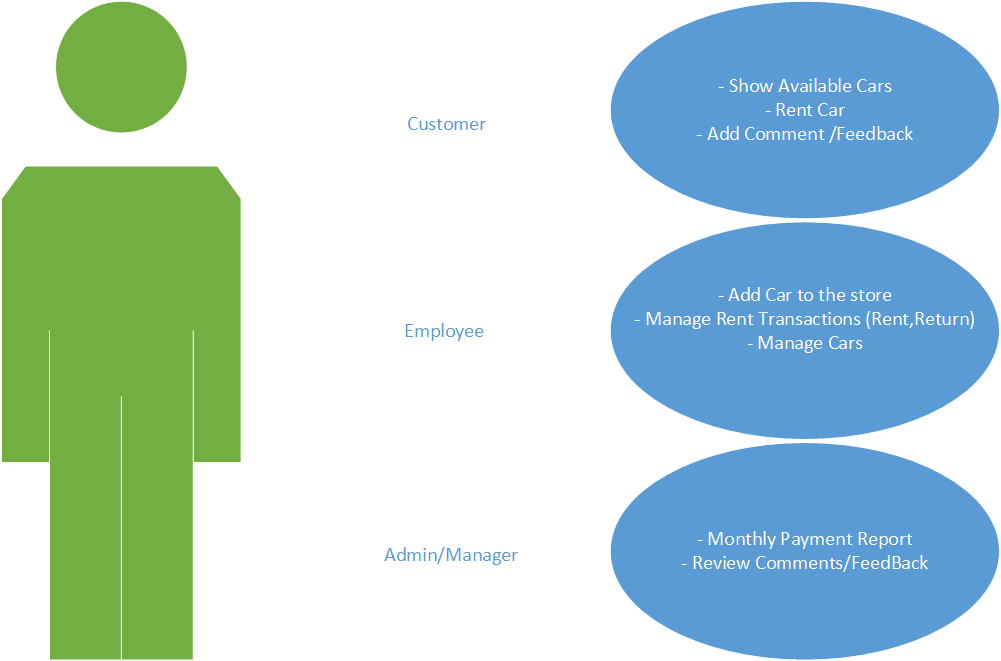 Customer
- Show Available Cars
- Rent Car
- Add Comment /Feedback
Employee
- Add Car to the store
- Manage Rent Transactions (Rent,Return)
- Manage Cars
Admin/Manager
- Monthly Payment Report
- Review Comments/FeedBack